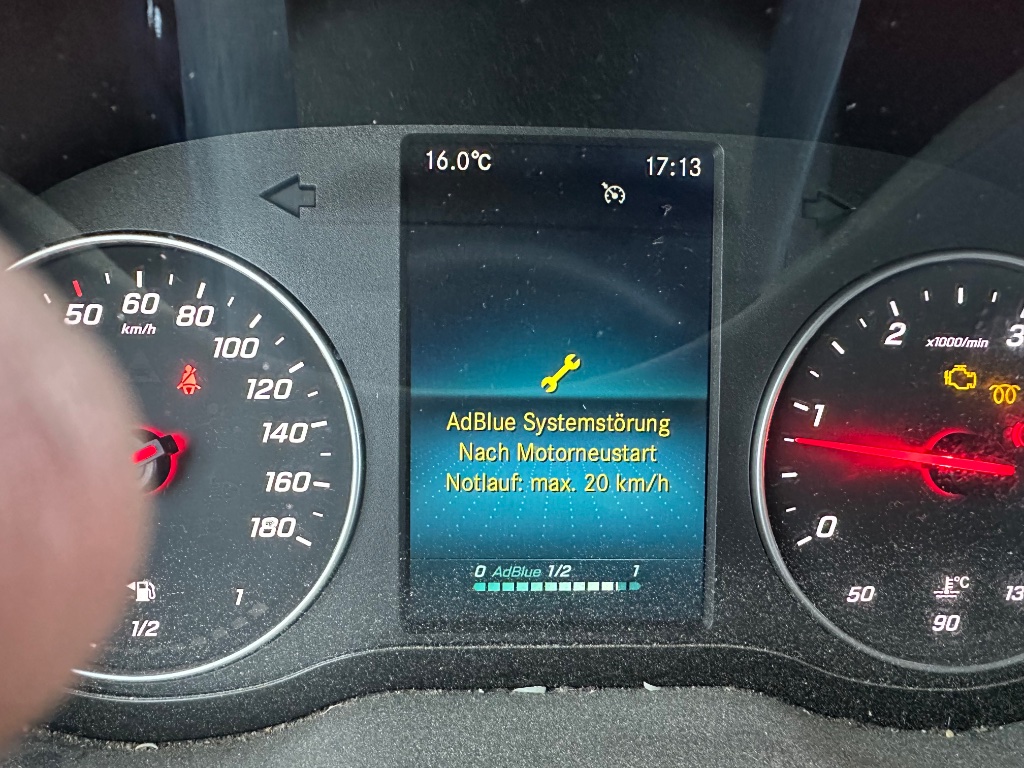 16.0°C 17:13
50 60 80 100 120 140 160 180
km/h
AdBlue Systemstörung
Nach Motorneustart
Notlauf: max. 20 km/h
0 AdBlue 1/2 1
1/2 1
0 1 2 3
x1000/min
50 °C
90